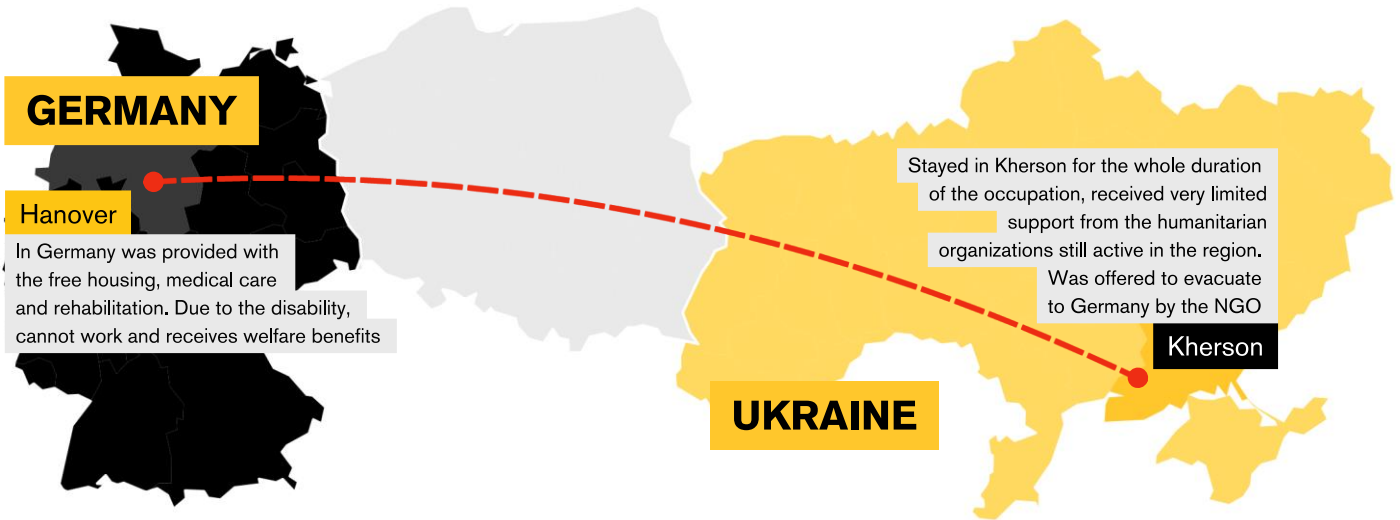 GERMANY
Hanover
In Germany was provided with
the free housing, medical care
and rehabilitation. Due to the disability,
cannot work and receives welfare benefits
Stayed in Kherson for the whole duration
of the occupation, received very limited
support from the humanitarian
organizations still active in the region.
Was offered to evacuate
to Germany by the NGO
Kherson
UKRAINE